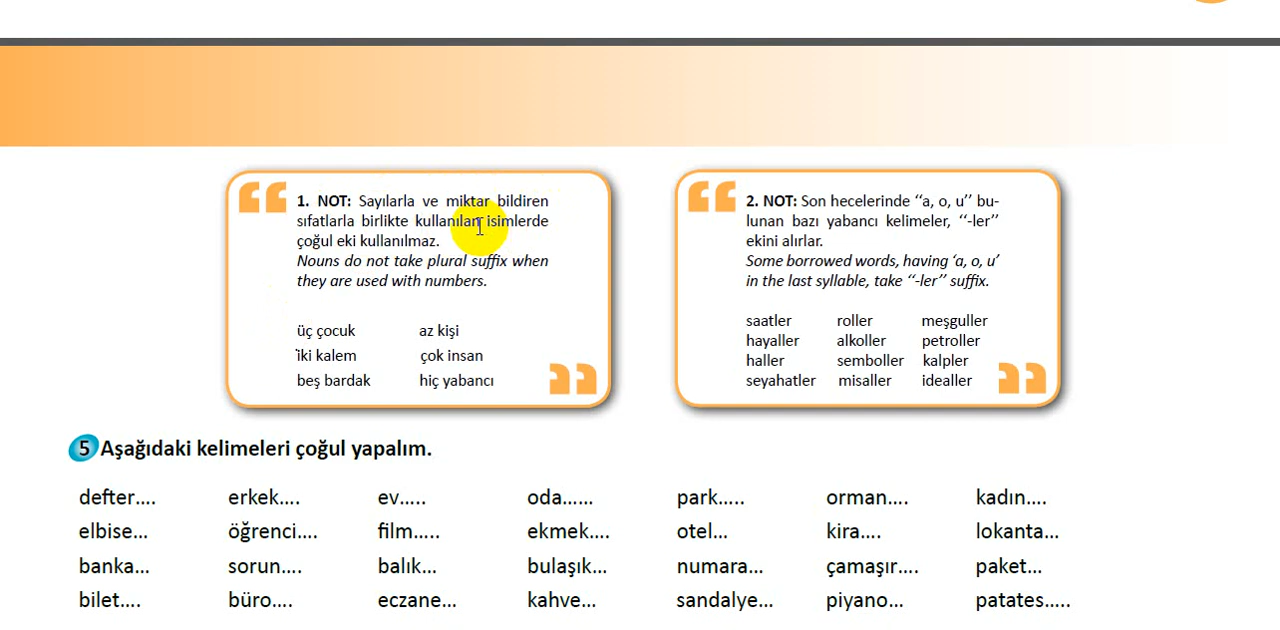 1. NOT: Sayılarla ve miktar bildiren
sıfatlarla birlikte kullanılan isimlerde
çoğul eki kullanılmaz.
Nouns do not take plural suffix when
they are used with numbers.
üç çocuk az kişi
iki kalem çok insan
beş bardak hiç yabancı
2. NOT: Son hecelerinde ‘‘a, o, u’’ bu-
lunan bazı yabancı kelimeler, ‘‘-ler’’
ekini alırlar.
Some borrowed words, having ‘a, o, u’
in the last syllable, take ‘‘-ler’’ suffix.
saatler roller meşguller
hayaller alkoller petroller
haller semboller kalpler
seyahatler misaller idealler
5 Aşağıdaki kelimeleri çoğul yapalım.
defter.... erkek.... ev..... oda...... park..... orman.... kadın....
elbise... öğrenci.... film..... ekmek.... otel... kira.... lokanta...
banka... sorun.... balık... bulaşık... numara... çamaşır.... paket...
bilet.... büro.... eczane... kahve... sandalye... piyano... patates.....